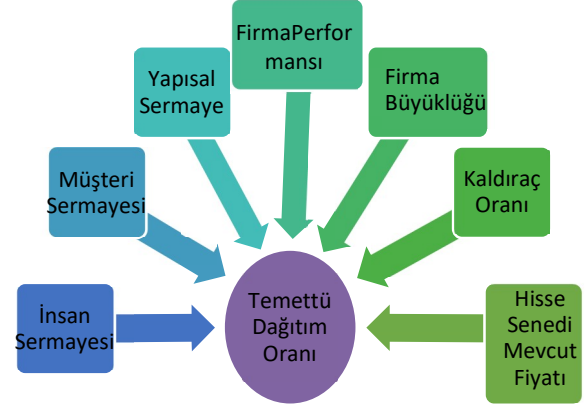 FirmaPerfor
mansı
Yapısal
Sermaye
Firma
Büyüklüğü
Müşteri
Sermayesi
Kaldıraç
Oranı
İnsan
Sermayesi
Temettü
Dağıtım
Oranı
Hisse
Senedi
Mevcut
Fiyatı